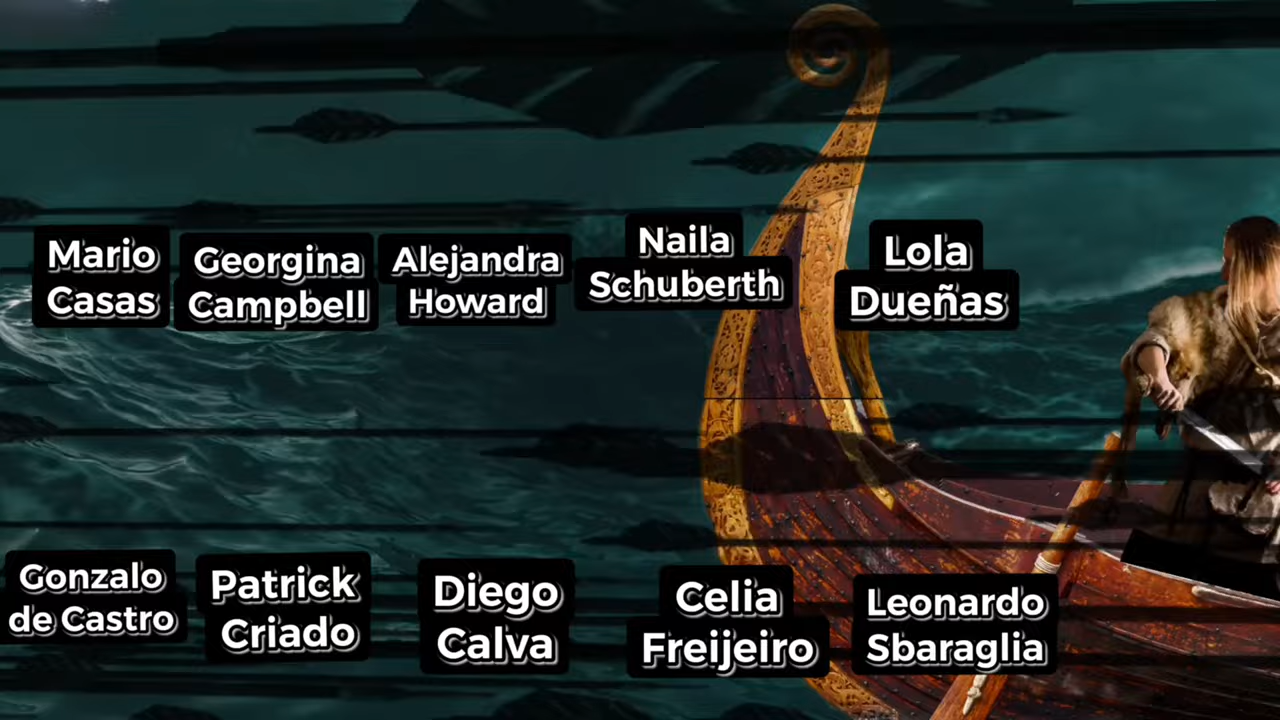 Mario
Casas
Georgina
Campbell
Alejandra
Howard
Naila
Schuberth
Lola
Dueñas
Gonzalo
de Castro
Patrick
Criado
Diego
Calva
Celia
Freijeiro
Leonardo
Sbaraglia